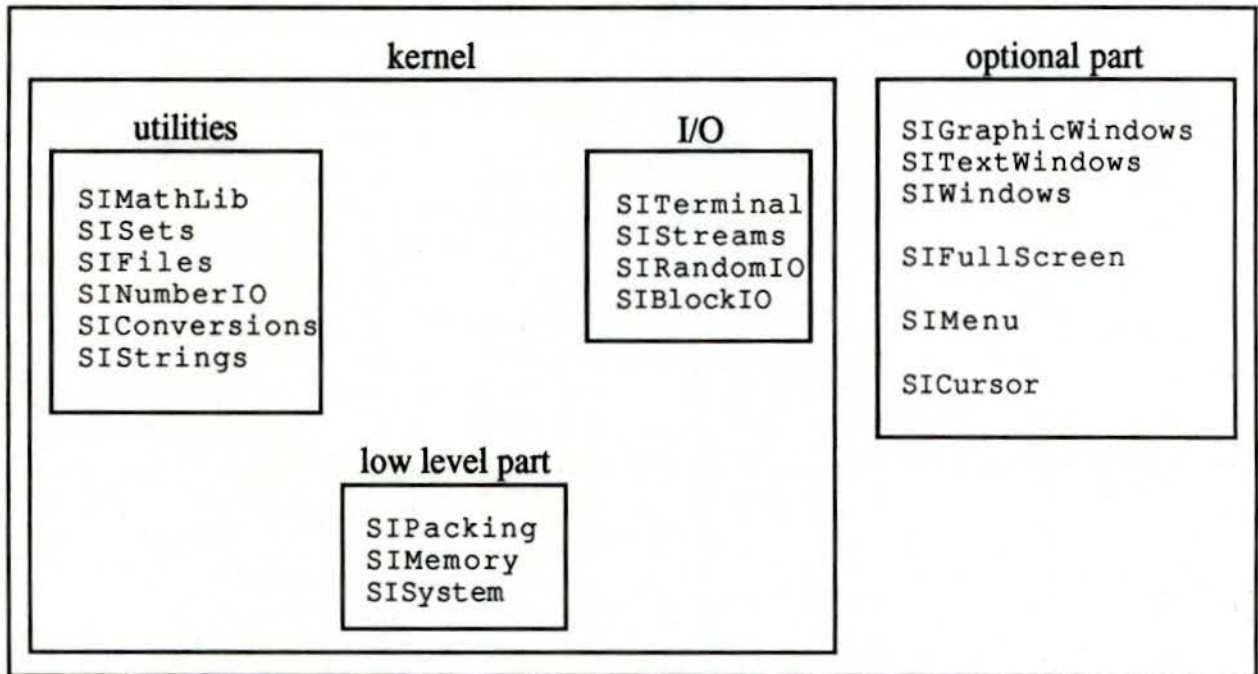 kernel
optional part
utilities
I/O
SIMathLib
SISets
SIFiles
SINumberIO
SIConversions
SIStrings
SITerminal
SIStreams
SIRandomIO
SIBlockIO
SIGraphicWindows
SITextWindows
SIWindows
SIFullScreen
SIMenu
SICursor
low level part
SIPacking
SIMemory
SISystem